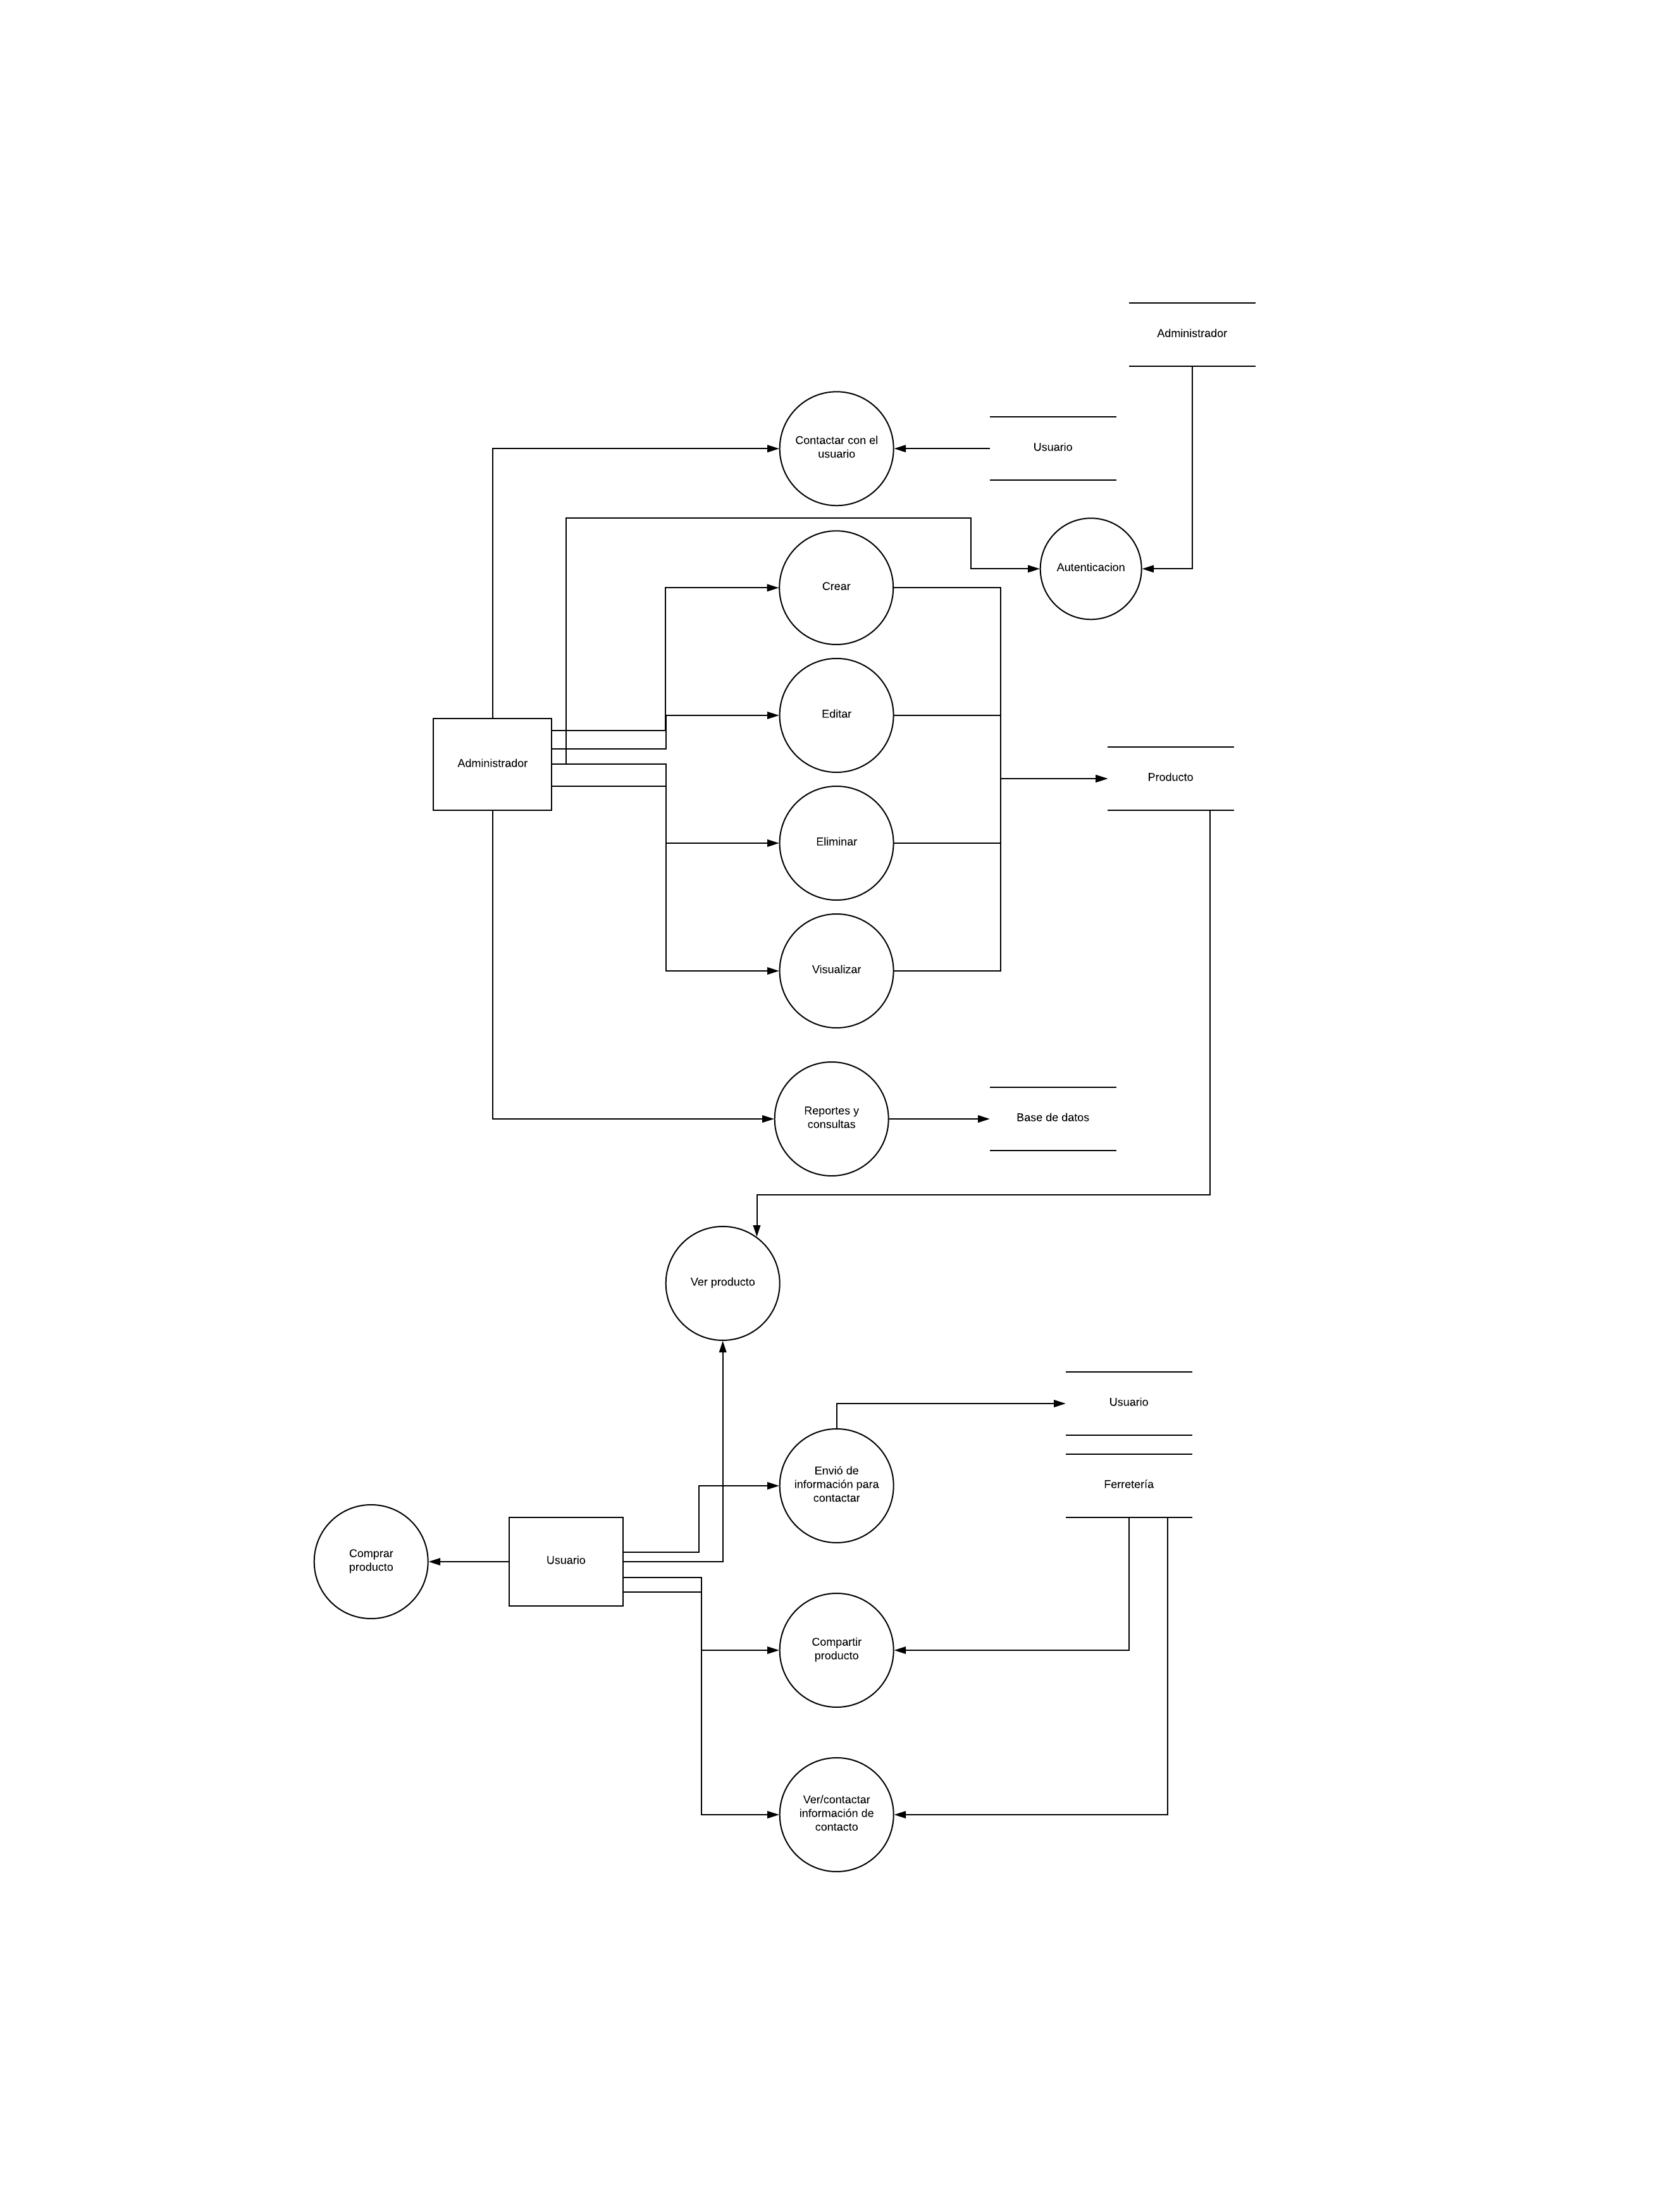 Administrador
Contactar con el
usuario
Usuario
Autenticacion
Crear
Editar
Administrador
Producto
Eliminar
Visualizar
Reportes y
consultas
Base de datos
Ver producto
Usuario
Envió de
información para
contactar
Ferretería
Comprar
producto
Usuario
Compartir
producto
Ver/contactar
información de
contacto